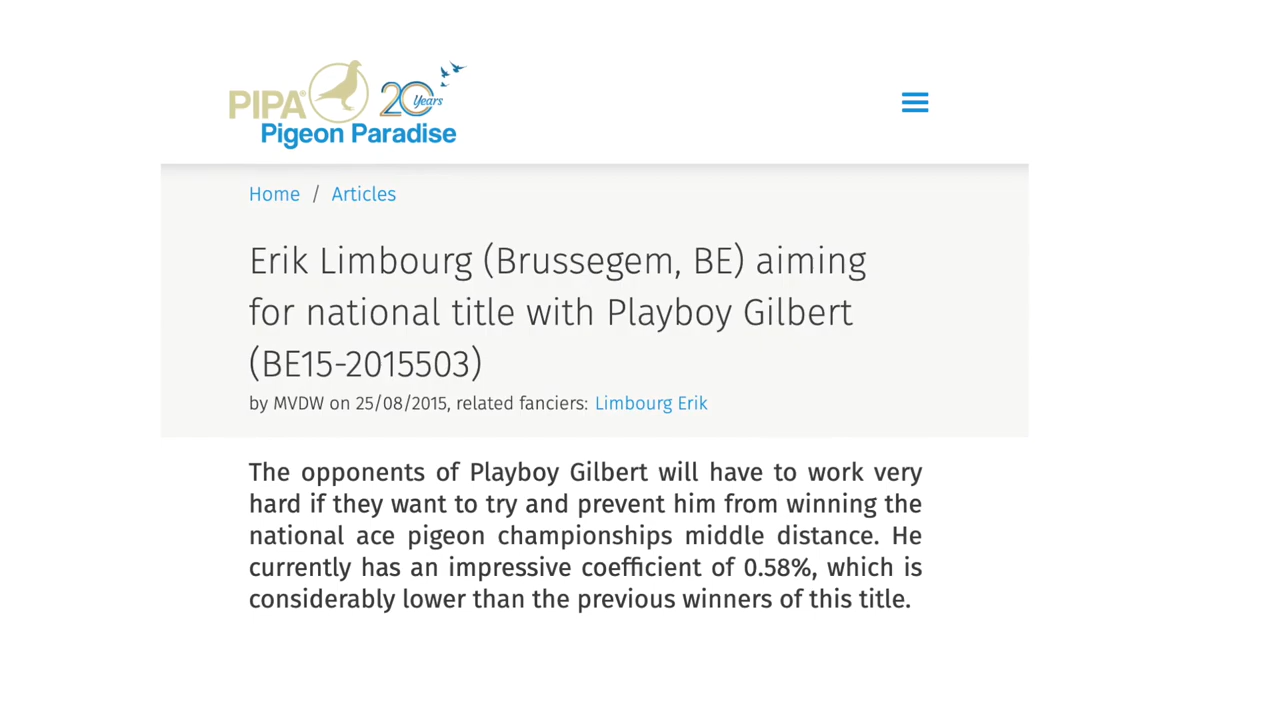 PIPA®
20 Years
Pigeon Paradise
Home / Articles
Erik Limbourg (Brussegem, BE) aiming
for national title with Playboy Gilbert
(BE15-2015503)
by MVDW on 25/08/2015, related fanciers: Limbourg Erik
The opponents of Playboy Gilbert will have to work very
hard if they want to try and prevent him from winning the
national ace pigeon championships middle distance. He
currently has an impressive coefficient of 0.58%, which is
considerably lower than the previous winners of this title.